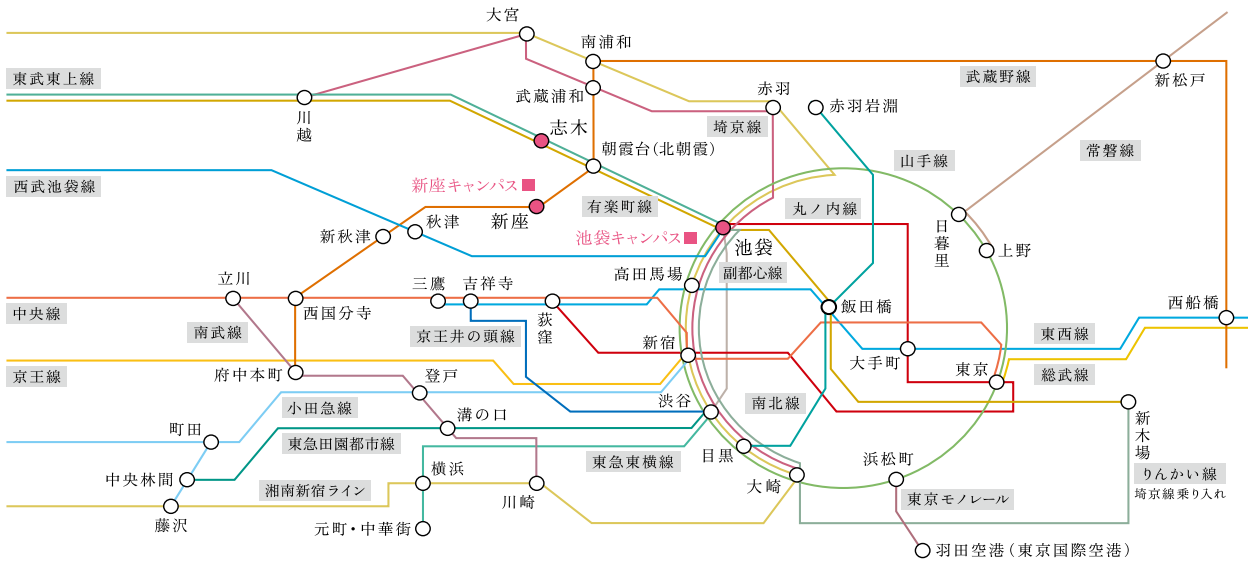 大宮
南浦和
東武東上線
武蔵野線
新松戸
武蔵浦和
赤羽
赤羽岩淵
川越
埼京線
志木
朝霞台(北朝霞)
常磐線
山手線
西武池袋線
新座キャンパス
有楽町線
丸ノ内線
新座
秋津
新秋津
池袋キャンパス
池袋
日暮里
上野
立川
三鷹
吉祥寺
高田馬場
副都心線
中央線
西国分寺
荻窪
飯田橋
西船橋
南武線
京王井の頭線
新宿
大手町
東西線
京王線
府中本町
登戸
東京
総武線
小田急線
渋谷
南北線
町田
溝の口
東急田園都市線
新木場
中央林間
横浜
東急東横線
目黒
浜松町
湘南新宿ライン
川崎
大崎
りんかい線
埼京線乗り入れ
東京モノレール
藤沢
元町・中華街
羽田空港(東京国際空港)